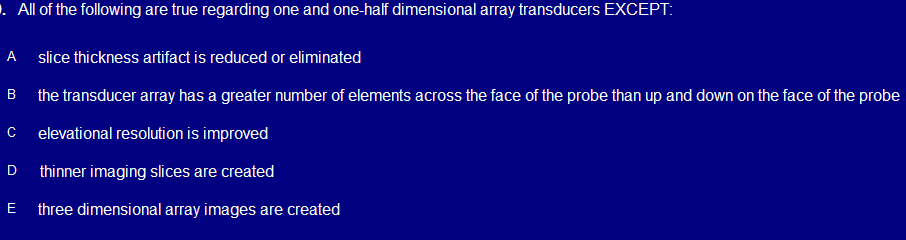 . All of the following are true regarding one and one-half dimensional array transducers EXCEPT:
A slice thickness artifact is reduced or eliminated
B the transducer array has a greater number of elements across the face of the probe than up and down on the face of the probe
C elevational resolution is improved
D thinner imaging slices are created
E three dimensional array images are created